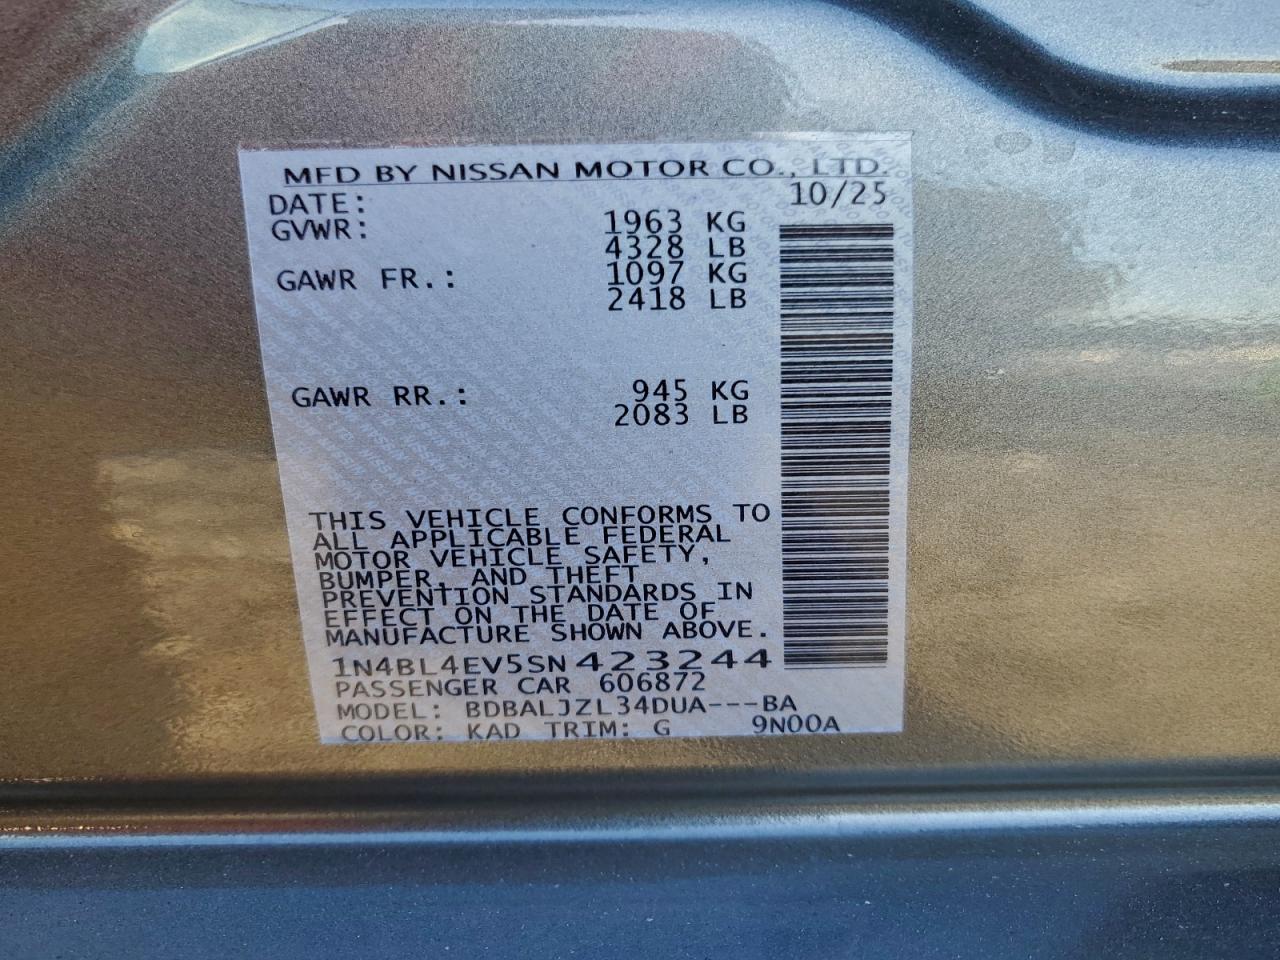 MFD BY NISSAN MOTOR CO., LTD.
DATE: 10/25
GVWR: 1963 KG
4328 LB
GAWR FR.: 1097 KG
2418 LB
GAWR RR.: 945 KG
2083 LB
THIS VEHICLE CONFORMS TO
ALL APPLICABLE FEDERAL
MOTOR VEHICLE SAFETY,
BUMPER, AND THEFT
PREVENTION STANDARDS IN
EFFECT ON THE DATE OF
MANUFACTURE SHOWN ABOVE.
1N4BL4EV5SN423244
PASSENGER CAR 606872
MODEL: BDBALJZL34DUA---BA
COLOR: KAD TRIM: G 9N00A